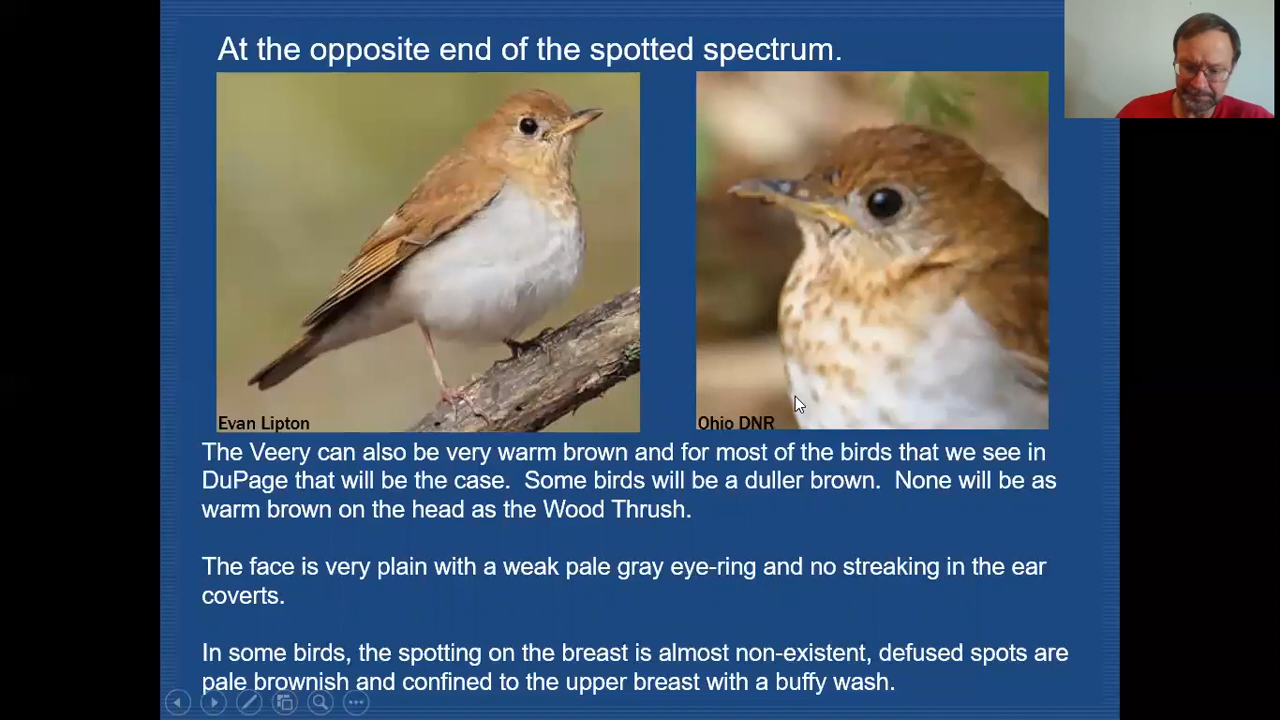 At the opposite end of the spotted spectrum.
Evan Lipton
Ohio DNR
The Veery can also be very warm brown and for most of the birds that we see in
DuPage that will be the case.  Some birds will be a duller brown.  None will be as
warm brown on the head as the Wood Thrush.
The face is very plain with a weak pale gray eye-ring and no streaking in the ear
coverts.
In some birds, the spotting on the breast is almost non-existent, defused spots are
pale brownish and confined to the upper breast with a buffy wash.